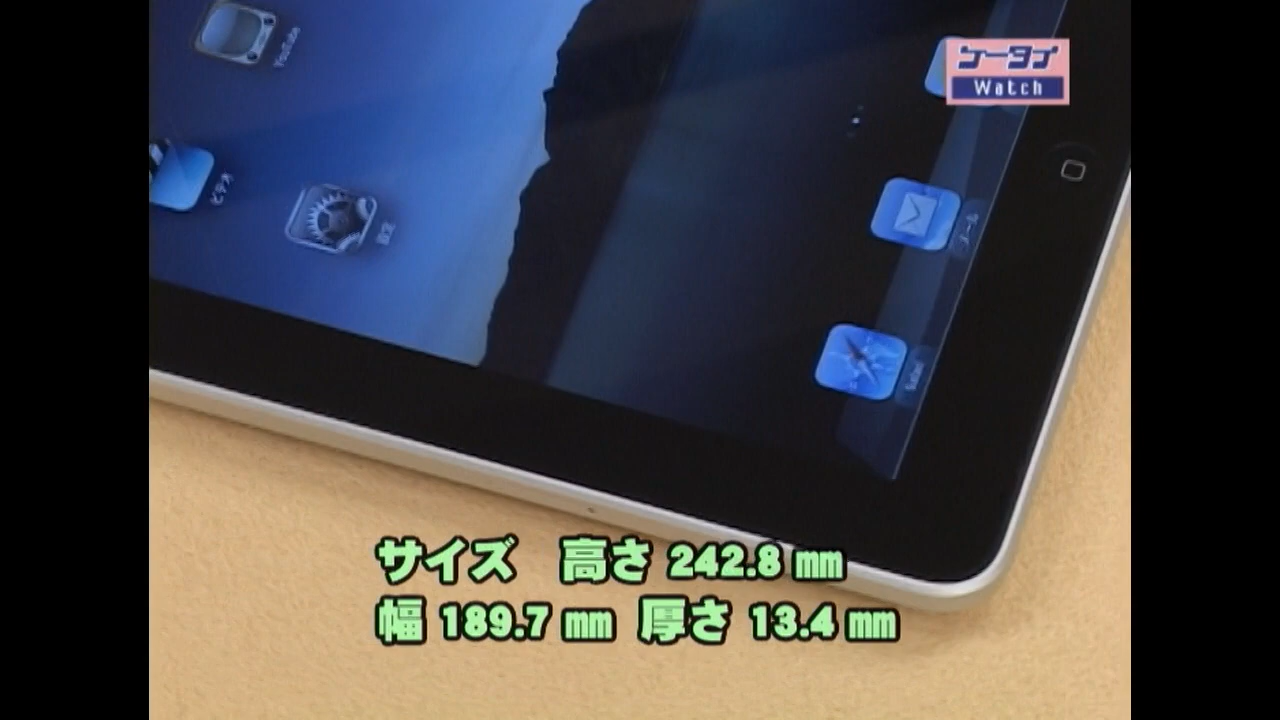 YouTube
ケータイ
Watch
ビデオ
設定
メール
Safari
サイズ 高さ 242.8 mm
幅 189.7 mm 厚さ 13.4 mm